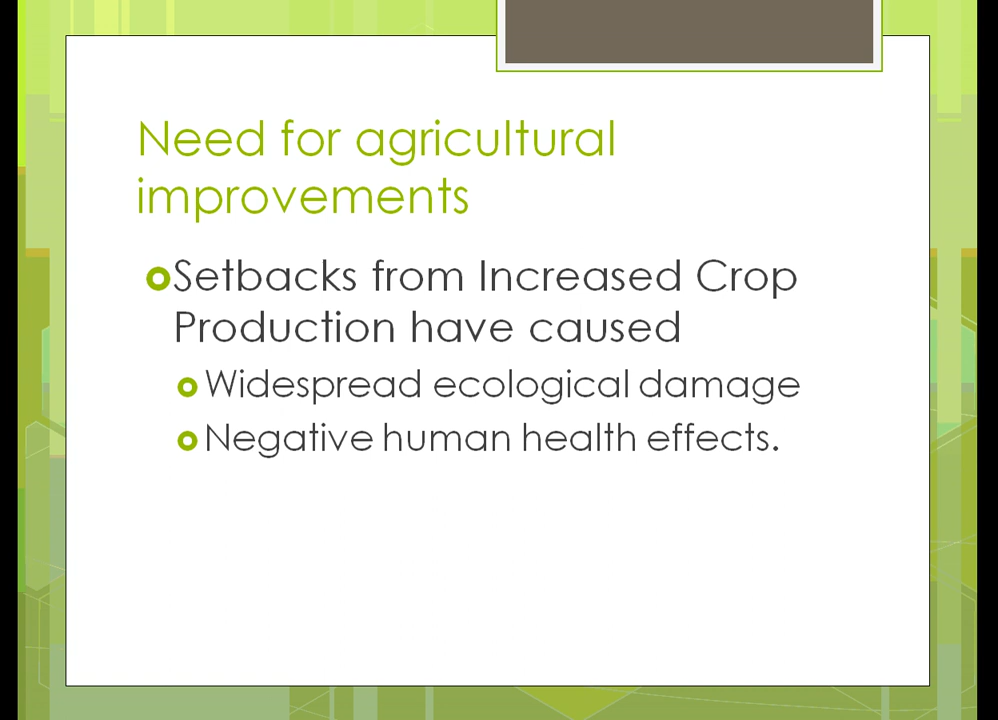 Need for agricultural
improvements
Setbacks from Increased Crop
Production have caused
Widespread ecological damage
Negative human health effects.